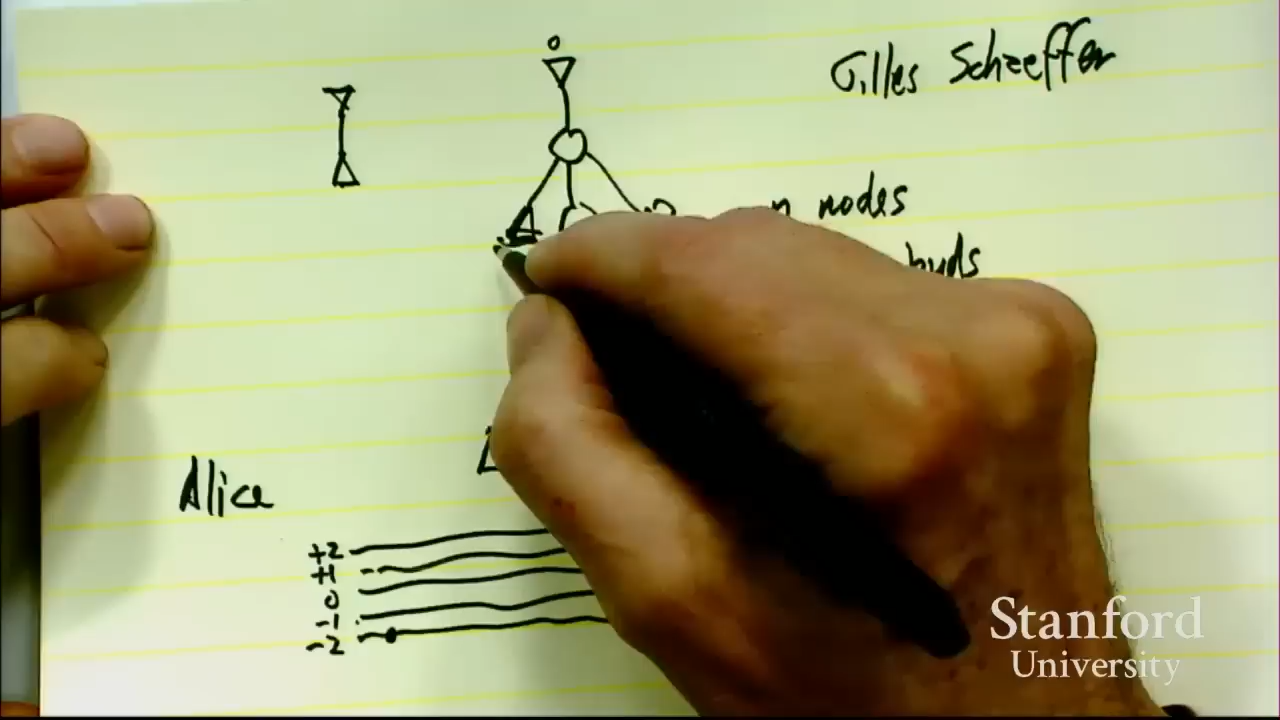 Gilles Schaeffer
n nodes
buds
Alice
+2
+1
0
-1
-2
Stanford
University